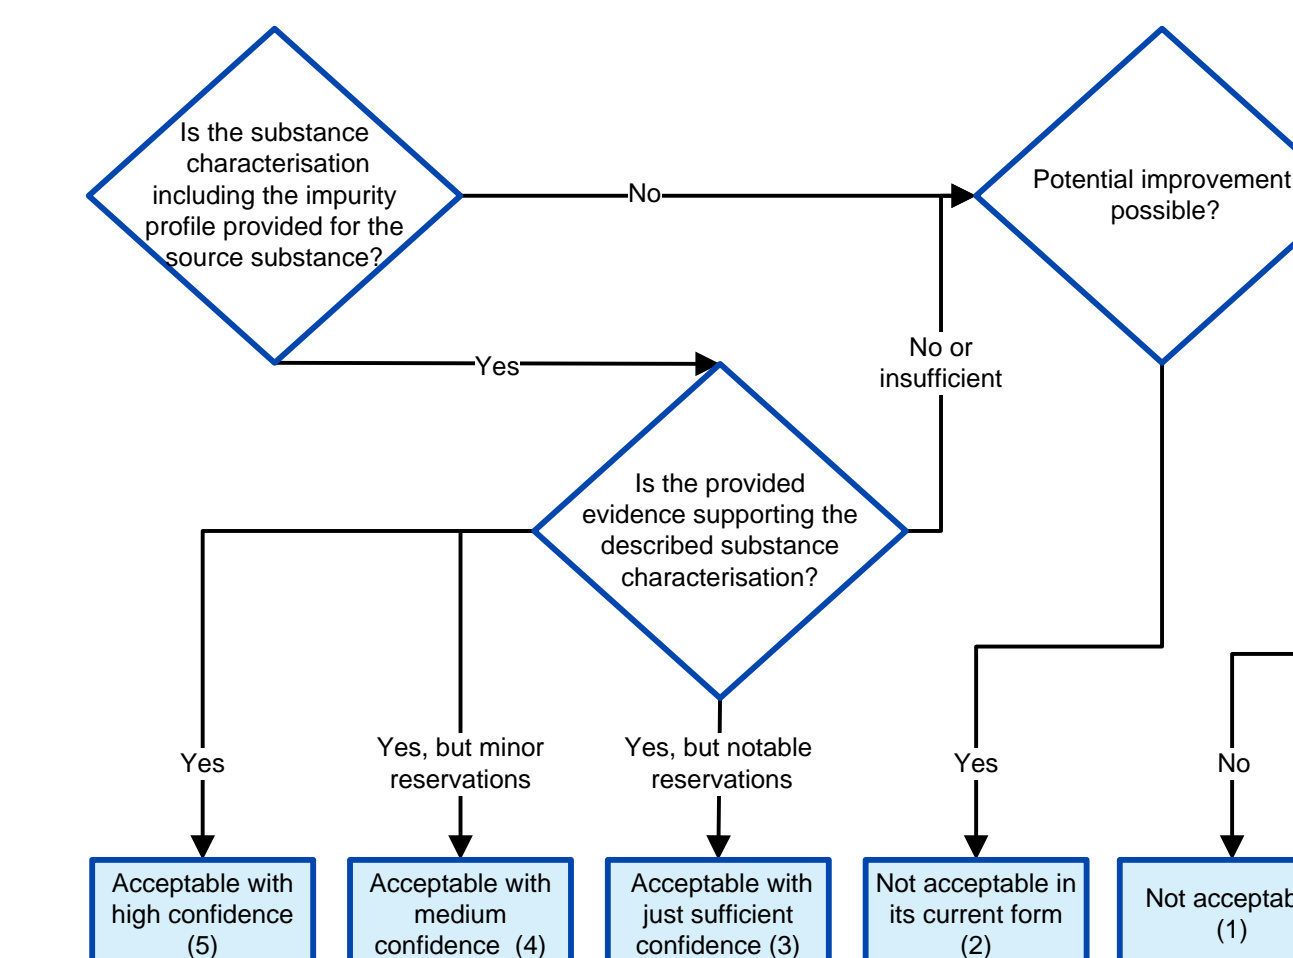 Is the substance
characterisation
including the impurity
profile provided for the
source substance?
No
Potential improvement
possible?
Yes
No or
insufficient
Is the provided
evidence supporting the
described substance
characterisation?
Yes
Yes, but minor
reservations
Yes, but notable
reservations
Yes
No
Acceptable with
high confidence
(5)
Acceptable with
medium
confidence (4)
Acceptable with
just sufficient
confidence (3)
Not acceptable in
its current form
(2)
Not
(1)